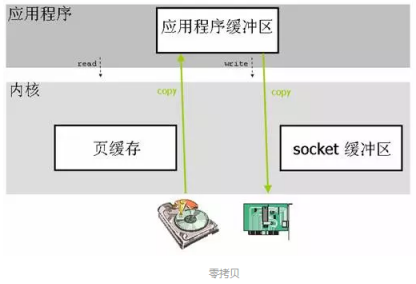 应用程序
应用程序缓冲区
read
write
内核
copy
copy
页缓存
socket 缓冲区
零拷贝